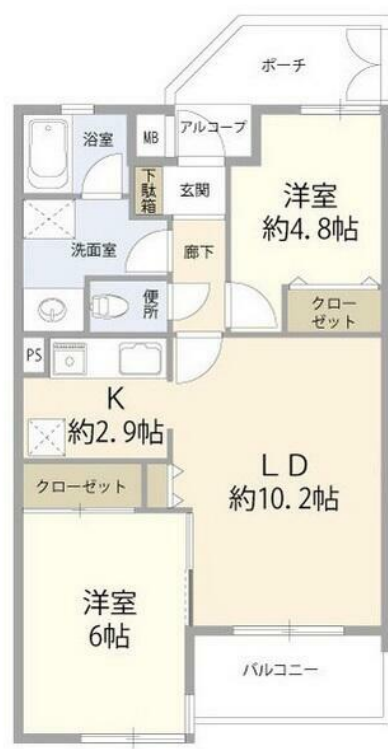 ポーチ
アルコープ
MB
浴室
下駄箱
玄関
洋室
約4.8帖
洗面室
廊下
便所
クロー
ゼット
PS
K
約2.9帖
LD
約10.2帖
クローゼット
洋室
6帖
バルコニー